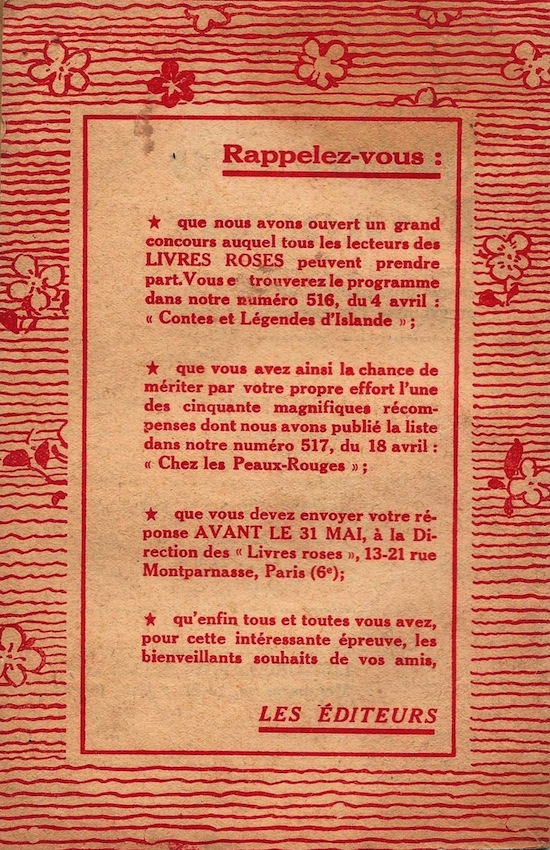 Rappelez-vous :
★ que nous avons ouvert un grand
concours auquel tous les lecteurs des
LIVRES ROSES peuvent prendre
part. Vous e trouverez le programme
dans notre numéro 516, du 4 avril :
« Contes et Légendes d'Islande » ;
★ que vous avez ainsi la chance de
mériter par votre propre effort l'une
des cinquante magnifiques récom-
penses dont nous avons publié la liste
dans notre numéro 517, du 18 avril :
« Chez les Peaux-Rouges » ;
★ que vous devez envoyer votre ré-
ponse AVANT LE 31 MAI, à la Di-
rection des « Livres roses », 13-21 rue
Montparnasse, Paris (6e);
★ qu'enfin tous et toutes vous avez,
pour cette intéressante épreuve, les
bienveillants souhaits de vos amis,
LES ÉDITEURS